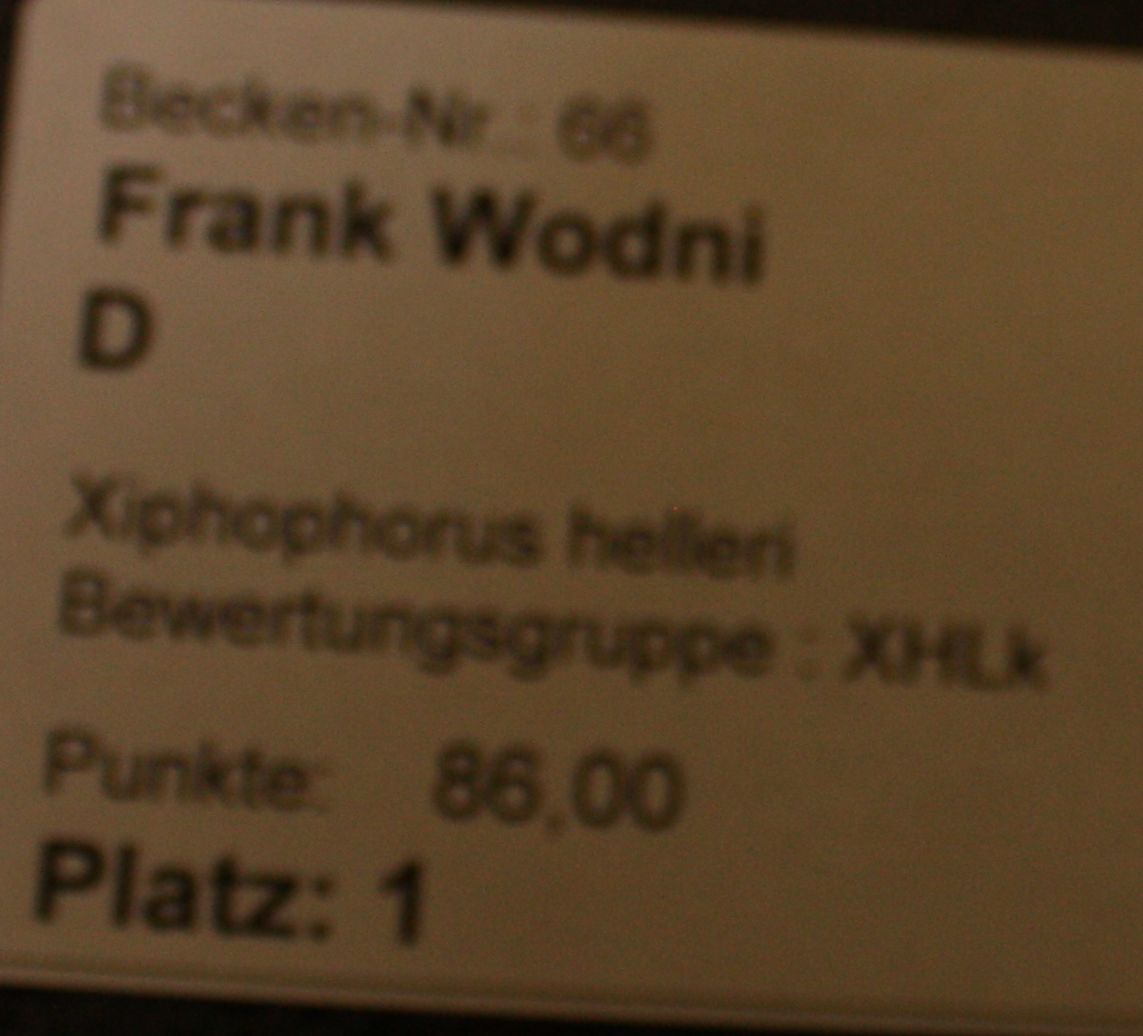 Becken-Nr.: 66
Frank Wodni
D
Xiphophorus helleri
Bewertungsgruppe : XHLk
Punkte: 86,00
Platz: 1